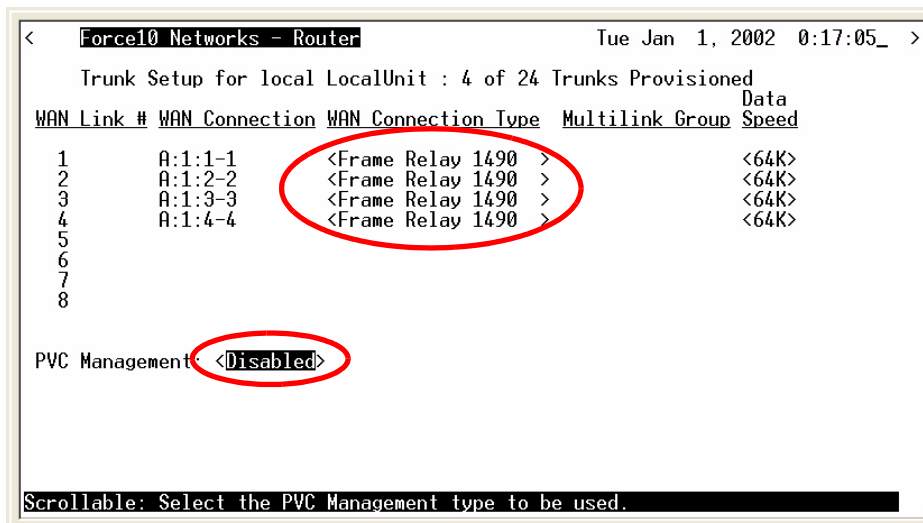 < Force10 Networks - Router Tue Jan 1, 2002 0:17:05_ >
Trunk Setup for local LocalUnit : 4 of 24 Trunks Provisioned
Data
WAN Link # WAN Connection WAN Connection Type Multilink Group Speed
1 A:1:1-1 <Frame Relay 1490 > <64K>
2 A:1:2-2 <Frame Relay 1490 > <64K>
3 A:1:3-3 <Frame Relay 1490 > <64K>
4 A:1:4-4 <Frame Relay 1490 > <64K>
5
6
7
8
PVC Management: <Disabled>
Scrollable: Select the PVC Management type to be used.